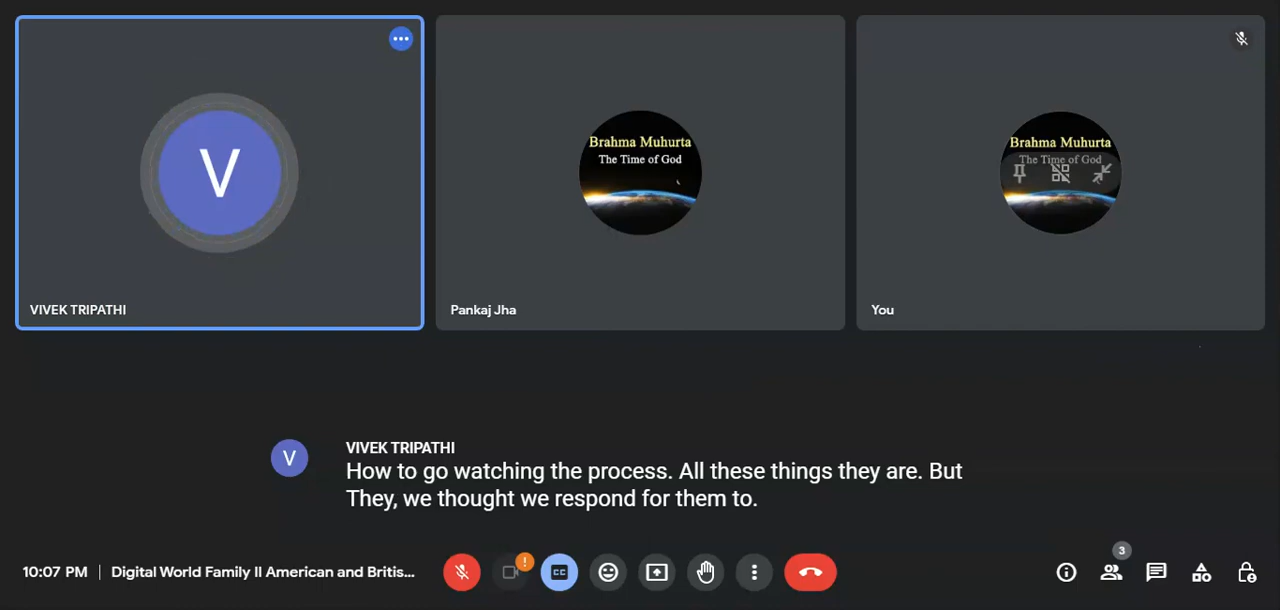 V
Brahma Muhurta
The Time of God
Brahma Muhurta
The Time of God
VIVEK TRIPATHI
Pankaj Jha
You
V
VIVEK TRIPATHI
How to go watching the process. All these things they are. But
They, we thought we respond for them to.
10:07 PM | Digital World Family II American and Britis...
!
CC
3